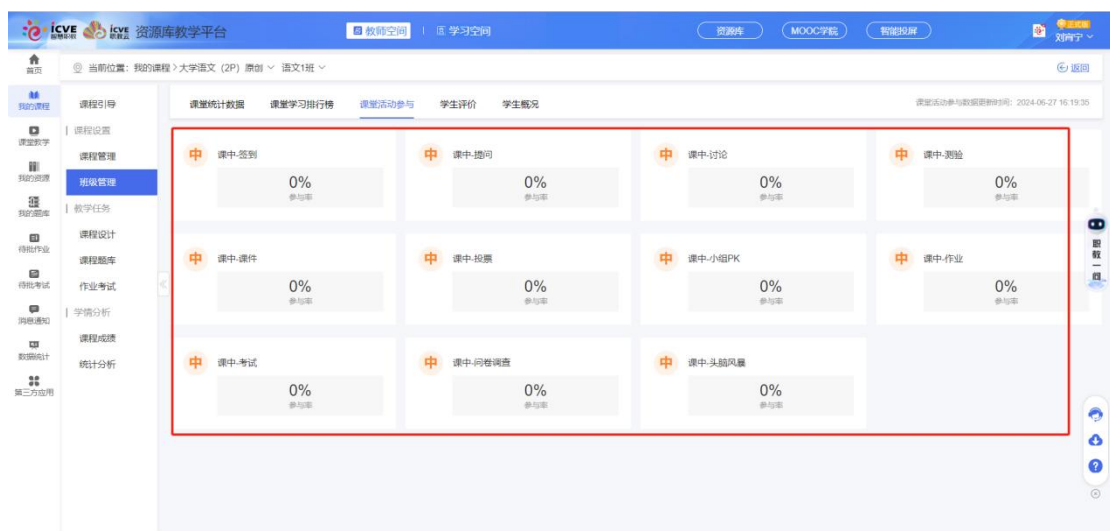 icve 智慧职教 icve 职教云 资源库教学平台 教师空间 学习空间 资源库 MOOC学院 智能投屏 正式版
首页 当前位置：我的课程 > 大学语文（2P）原创 语文1班 返回
我的课程 课程引导 课堂统计数据 课堂学习排行榜 课堂活动参与 学生评价 学生概况 课堂活动参与数据更新时间：2024-06-27 16:19:35
课堂教学 课程设置
课程管理 中 课中-签到 中 课中-提问 中 课中-讨论 中 课中-测验
我的资源 班级管理 0% 0% 0% 0%
参与率 参与率 参与率 参与率
我的题库 教学任务
待批作业 课程设计
课程题库 中 课中-课件 中 课中-投票 中 课中-小组PK 中 课中-作业
待批考试 作业考试 0% 0% 0% 0%
参与率 参与率 参与率 参与率
消息通知 学情分析
数据统计 课程成绩
统计分析 中 课中-考试 中 课中-问卷调查 中 课中-头脑风暴
第三方应用 0% 0% 0%
参与率 参与率 参与率
职教一